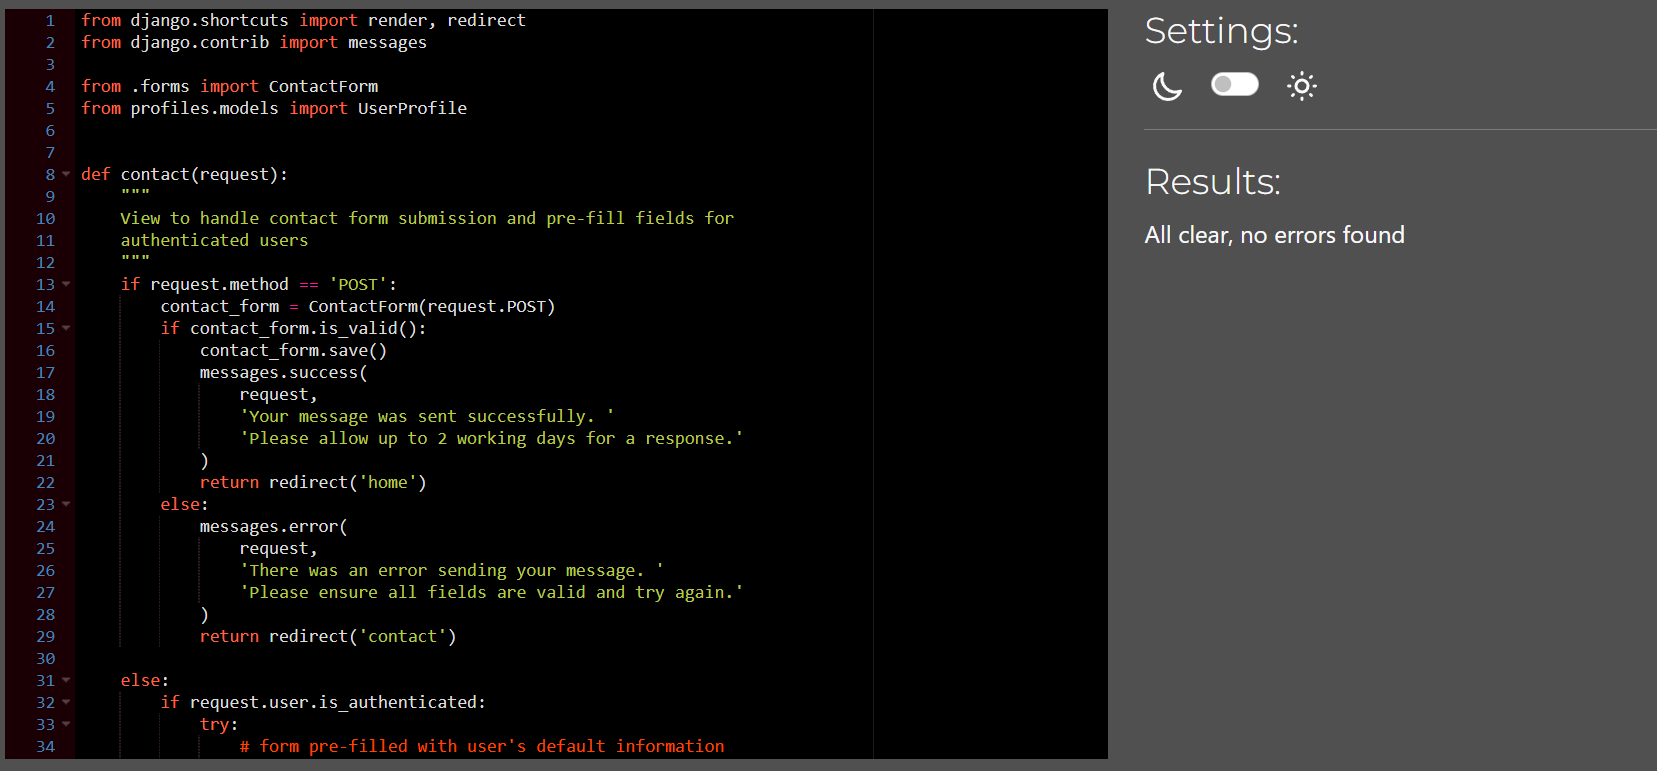 1 from django.shortcuts import render, redirect
2 from django.contrib import messages
3
4 from .forms import ContactForm
5 from profiles.models import UserProfile
6
7
8 def contact(request):
9     """
10     View to handle contact form submission and pre-fill fields for
11     authenticated users
12     """
13     if request.method == 'POST':
14         contact_form = ContactForm(request.POST)
15         if contact_form.is_valid():
16             contact_form.save()
17             messages.success(
18                 request,
19                 'Your message was sent successfully. '
20                 'Please allow up to 2 working days for a response.'
21             )
22             return redirect('home')
23         else:
24             messages.error(
25                 request,
26                 'There was an error sending your message. '
27                 'Please ensure all fields are valid and try again.'
28             )
29             return redirect('contact')
30
31     else:
32         if request.user.is_authenticated:
33             try:
34                 # form pre-filled with user's default information
Settings:
Results:
All clear, no errors found